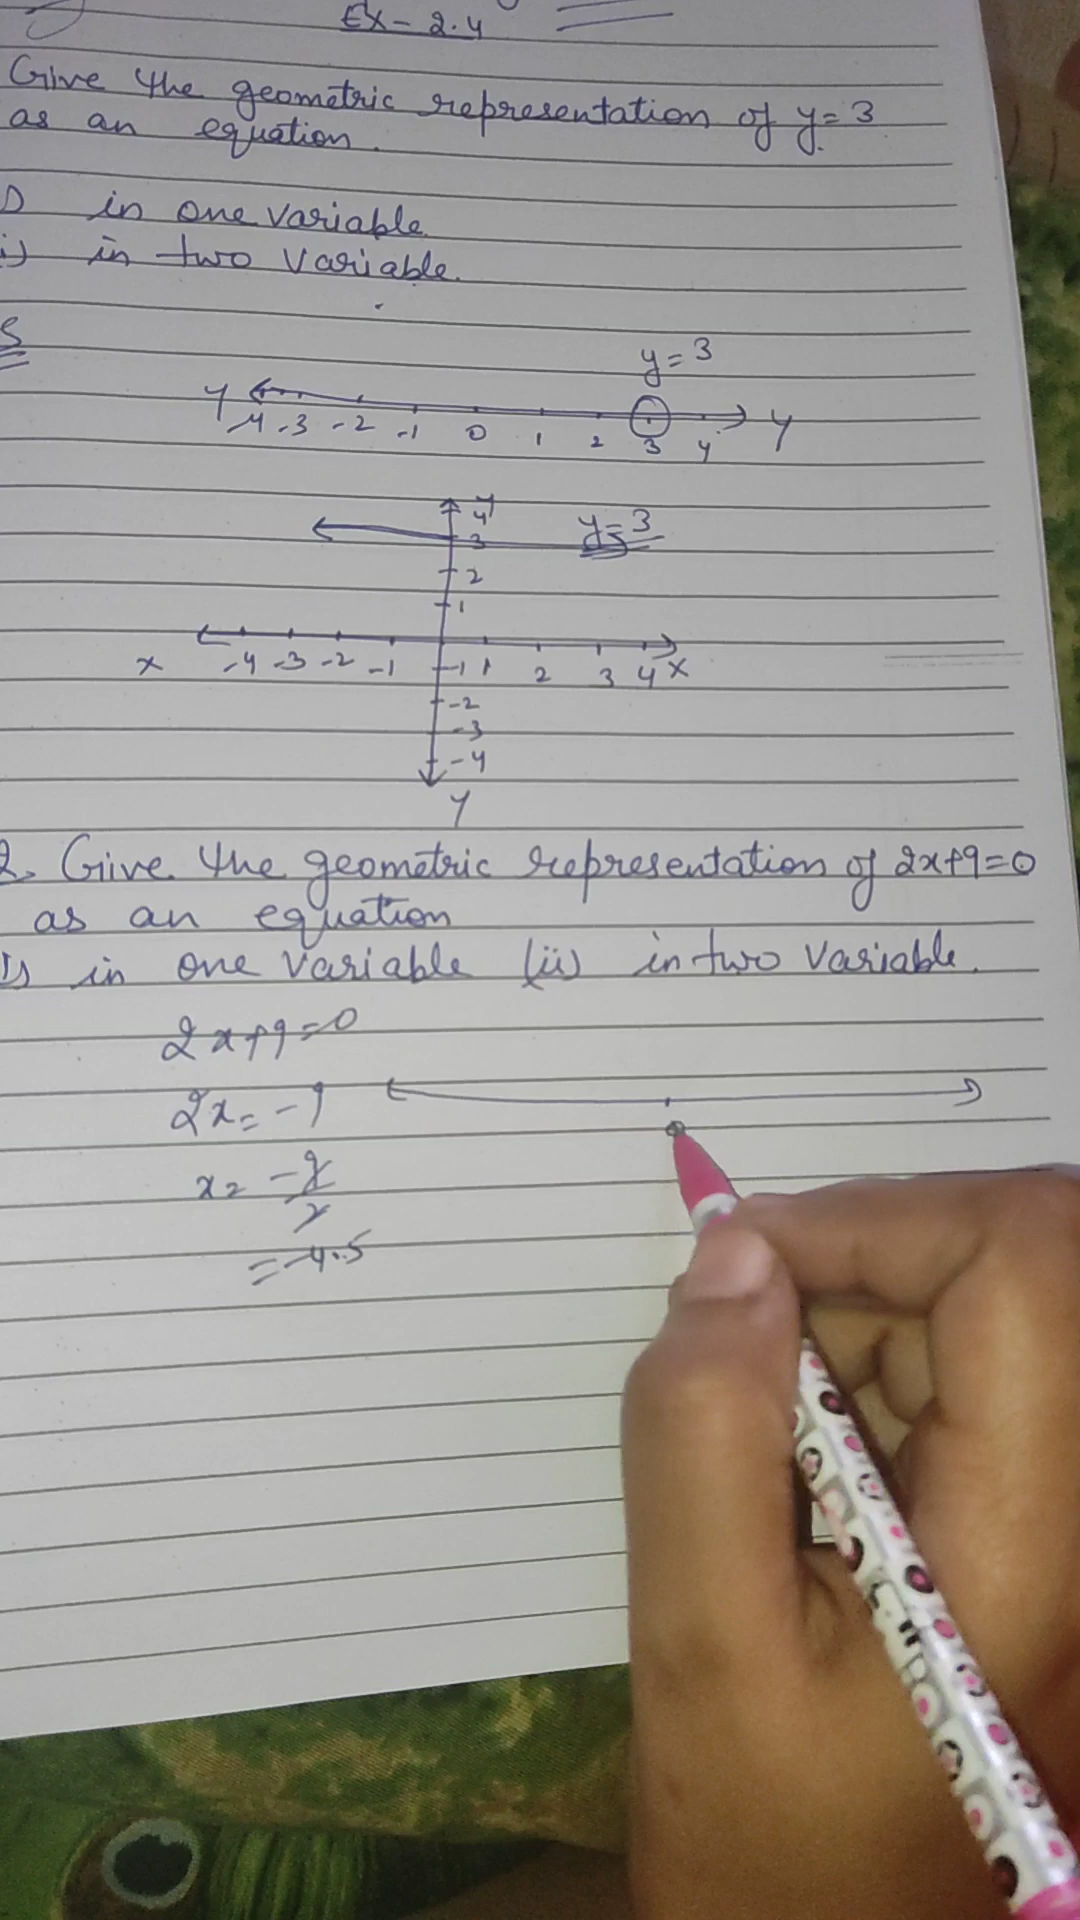 Ex- 2.4
Give the geometric representation of y= 3
as an equation.
in one variable
in two variable.
y= 3
Y -4 -3 -2 -1 0 1 2 3 4 Y
4
y=3
3
2
1
x -4 -3 -2 -1 -1 1 2 3 4 x
-2
-3
-4
Y
2. Give the geometric representation of 2x+9=0
as an equation
in one variable (ii) in two variable.
2x+9=0
2x= -9
x= -9/2
= -4.5